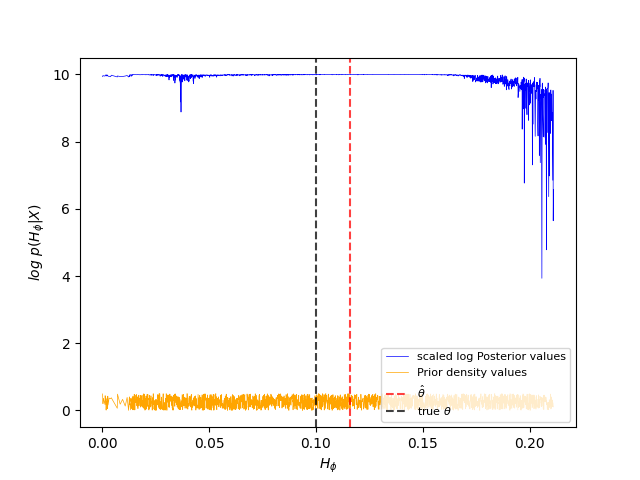 10
8
6
4
2
0
log p(H_ϕ|X)
scaled log Posterior values
Prior density values
θ̂
true θ
0.00 0.05 0.10 0.15 0.20
H_ϕ